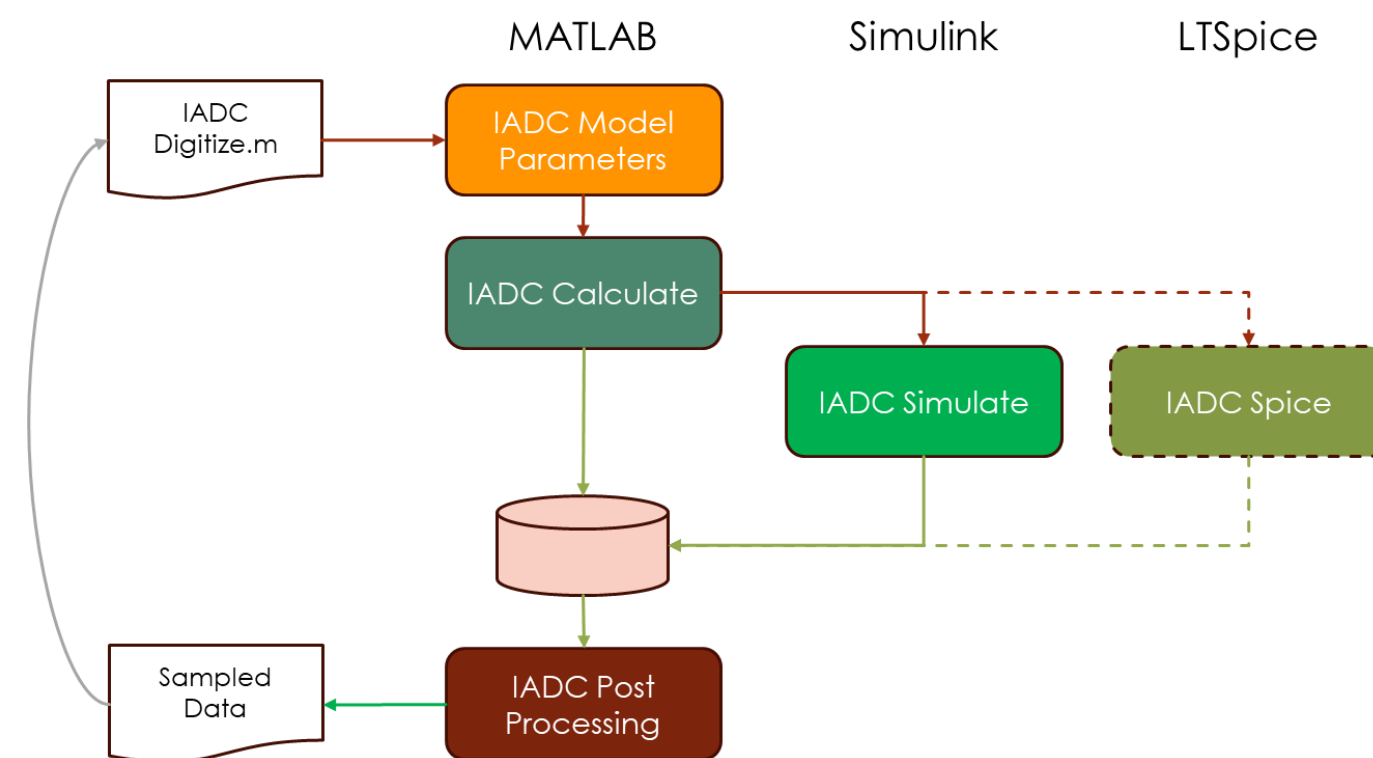 MATLAB
Simulink
LTSpice
IADC
Digitize.m
IADC Model
Parameters
IADC Calculate
IADC Simulate
IADC Spice
Sampled
Data
IADC Post
Processing